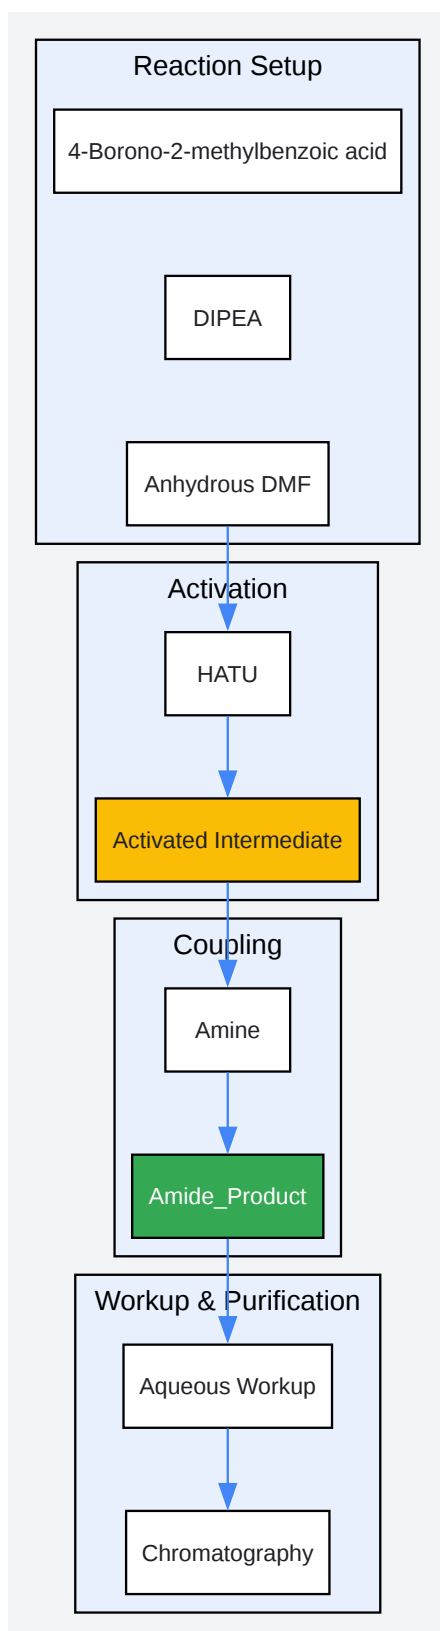 Reaction Setup
4-Borono-2-methylbenzoic acid
DIPEA
Anhydrous DMF
Activation
HATU
Activated Intermediate
Coupling
Amine
Amide_Product
Workup & Purification
Aqueous Workup
Chromatography